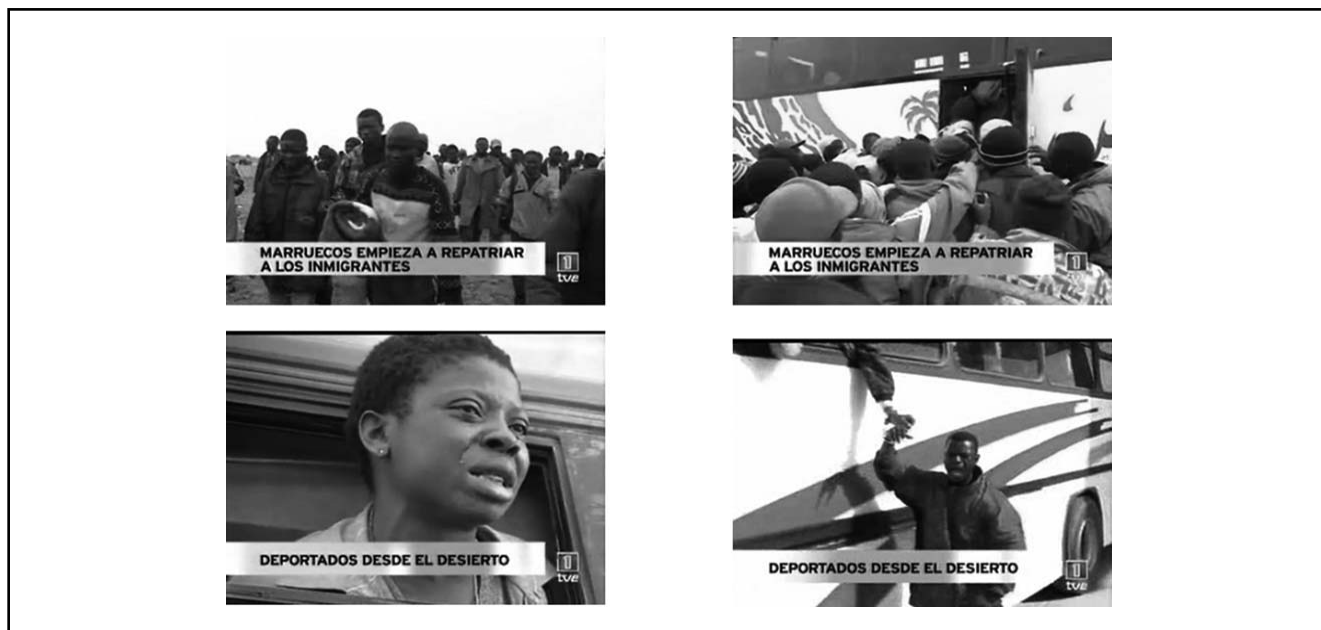 MARRUECOS EMPIEZA A REPATRIAR
A LOS INMIGRANTES
1
tve
MARRUECOS EMPIEZA A REPATRIAR
A LOS INMIGRANTES
1
DEPORTADOS DESDE EL DESIERTO
1
tve
DEPORTADOS DESDE EL DESIERTO
1
tve